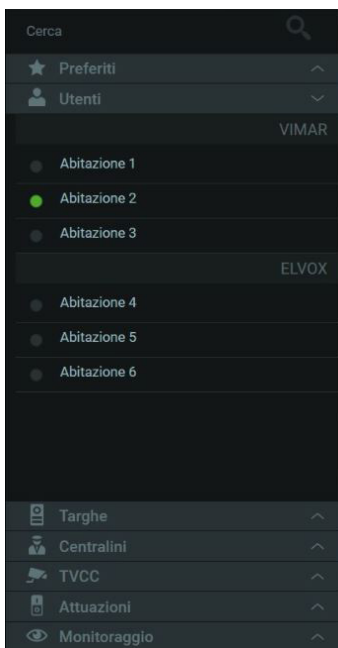 Cerca
Preferiti
Utenti
VIMAR
Abitazione 1
Abitazione 2
Abitazione 3
ELVOX
Abitazione 4
Abitazione 5
Abitazione 6
Targhe
Centralini
TVCC
Attuazioni
Monitoraggio